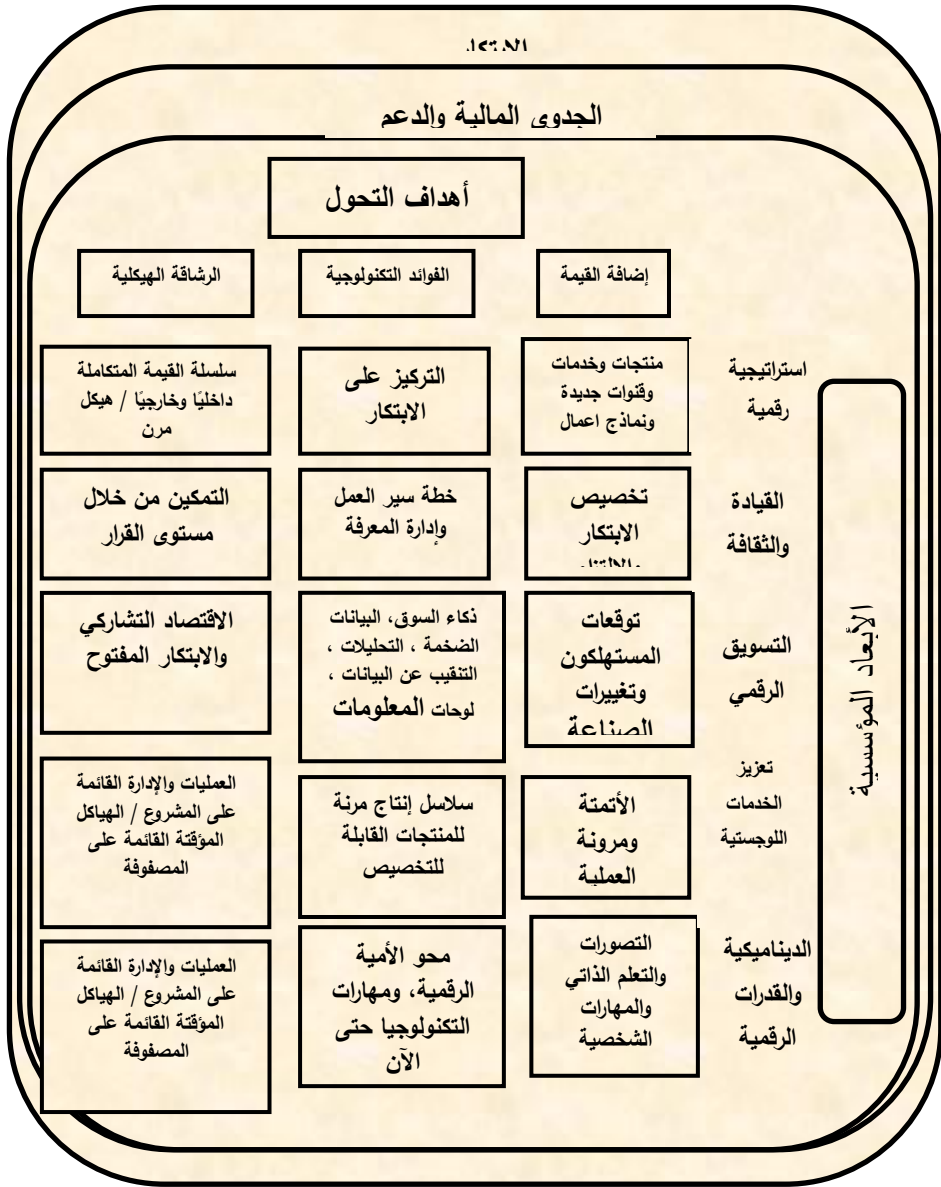 الجدوى المالية والدعم
أهداف التحول
إضافة القيمة
الفوائد التكنولوجية
الرشاقة الهيكلية
الأبعاد المؤسسية
استراتيجية
رقمية
منتجات وخدمات
وقنوات جديدة
ونماذج اعمال
التركيز على
الابتكار
سلسلة القيمة المتكاملة
داخليًا وخارجيًا / هيكل
مرن
القيادة
والثقافة
تخصيص
الابتكار
خطة سير العمل
وإدارة المعرفة
التمكين من خلال
مستوى القرار
التسويق
الرقمي
توقعات
المستهلكون
وتغييرات
الصناعة
ذكاء السوق، البيانات
الضخمة ، التحليلات ،
التنقيب عن البيانات ،
لوحات المعلومات
الاقتصاد التشاركي
والابتكار المفتوح
تعزيز
الخدمات
اللوجستية
الأتمتة
ومرونة
العملية
سلاسل إنتاج مرنة
للمنتجات القابلة
للتخصيص
العمليات والإدارة القائمة
على المشروع / الهياكل
المؤقتة القائمة على
المصفوفة
الديناميكية
والقدرات
الرقمية
التصورات
والتعلم الذاتي
والمهارات
الشخصية
محو الأمية
الرقمية، ومهارات
التكنولوجيا حتى
الآن
العمليات والإدارة القائمة
على المشروع / الهياكل
المؤقتة القائمة على
المصفوفة